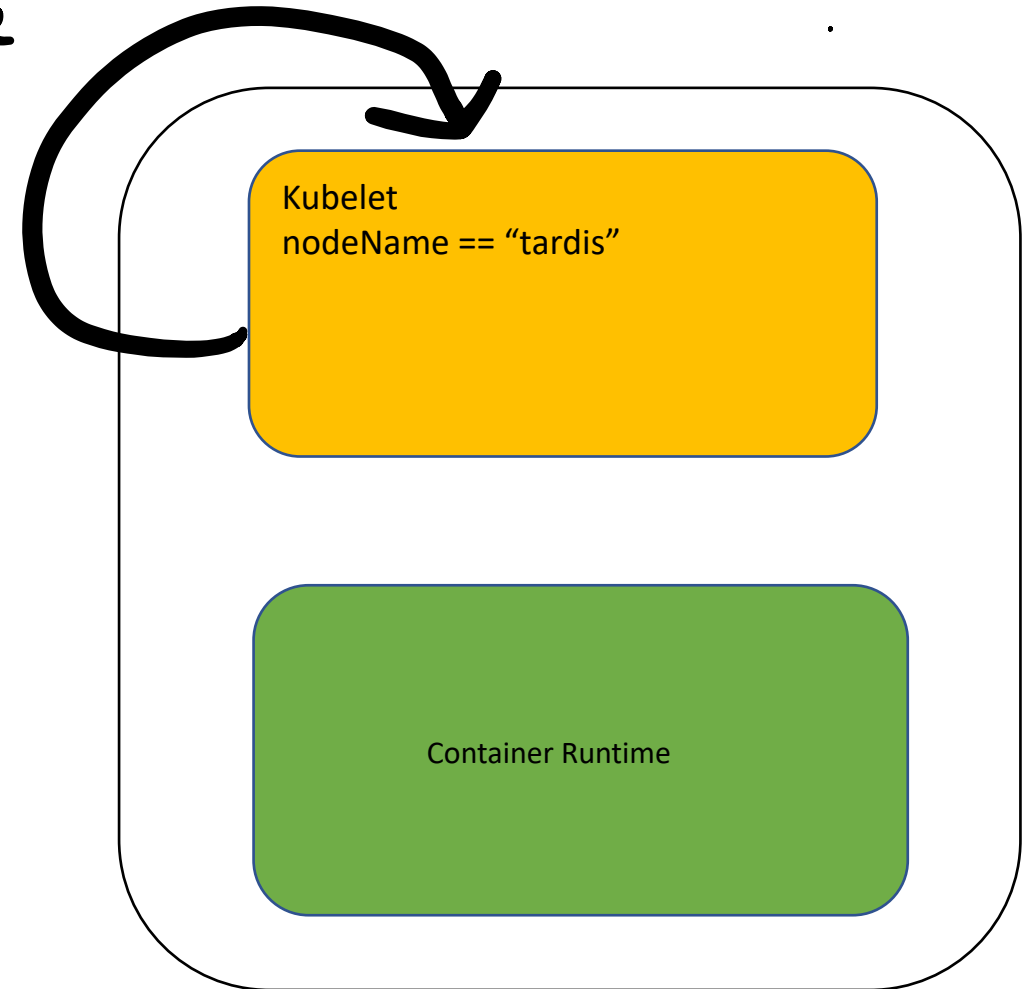 Kubelet
nodeName == “tardis”
Container Runtime